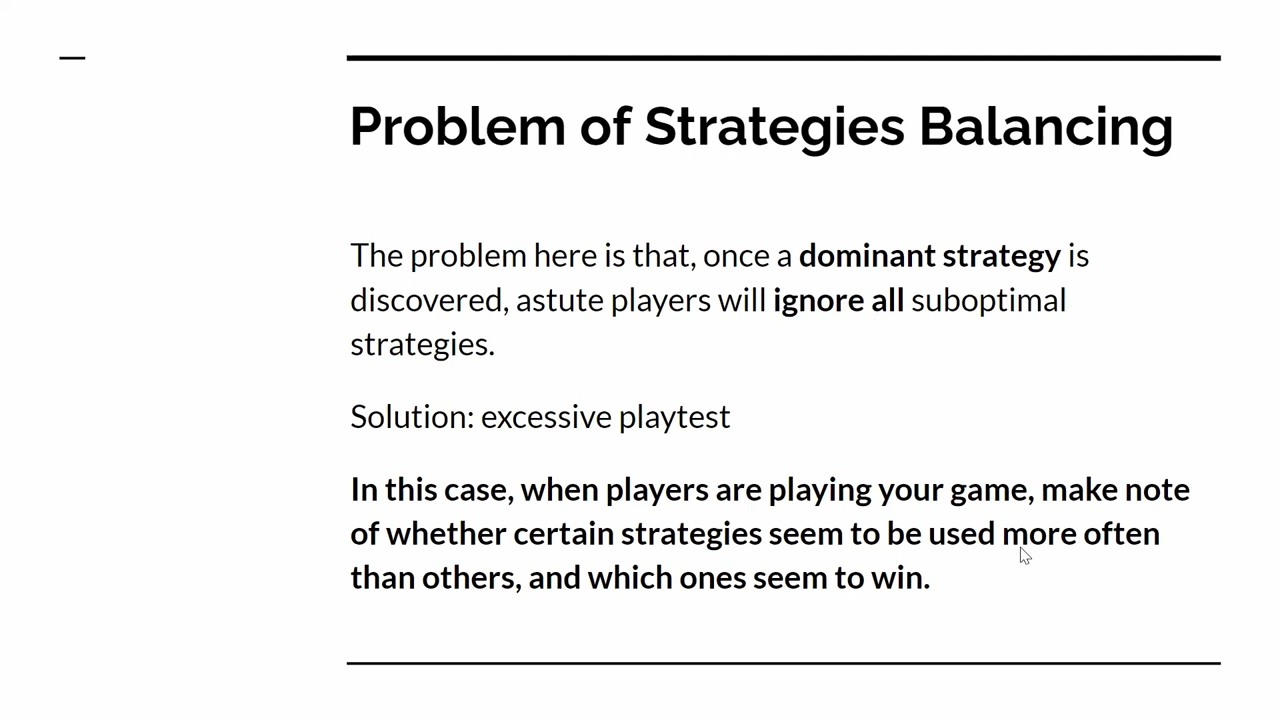 Problem of Strategies Balancing
The problem here is that, once a dominant strategy is
discovered, astute players will ignore all suboptimal
strategies.
Solution: excessive playtest
In this case, when players are playing your game, make note
of whether certain strategies seem to be used more often
than others, and which ones seem to win.